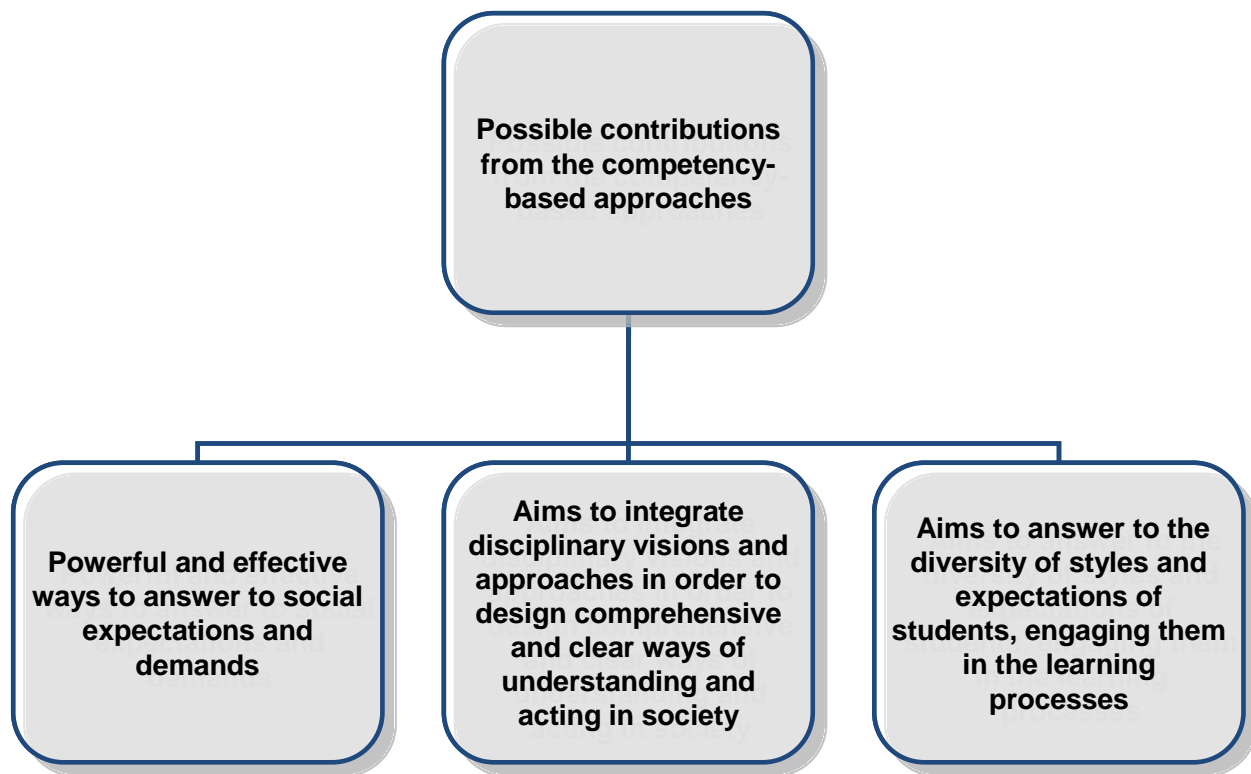 Possible contributions
from the competency-
based approaches
Powerful and effective
ways to answer to social
expectations and
demands
Aims to integrate
disciplinary visions and
approaches in order to
design comprehensive
and clear ways of
understanding and
acting in society
Aims to answer to the
diversity of styles and
expectations of
students, engaging them
in the learning
processes